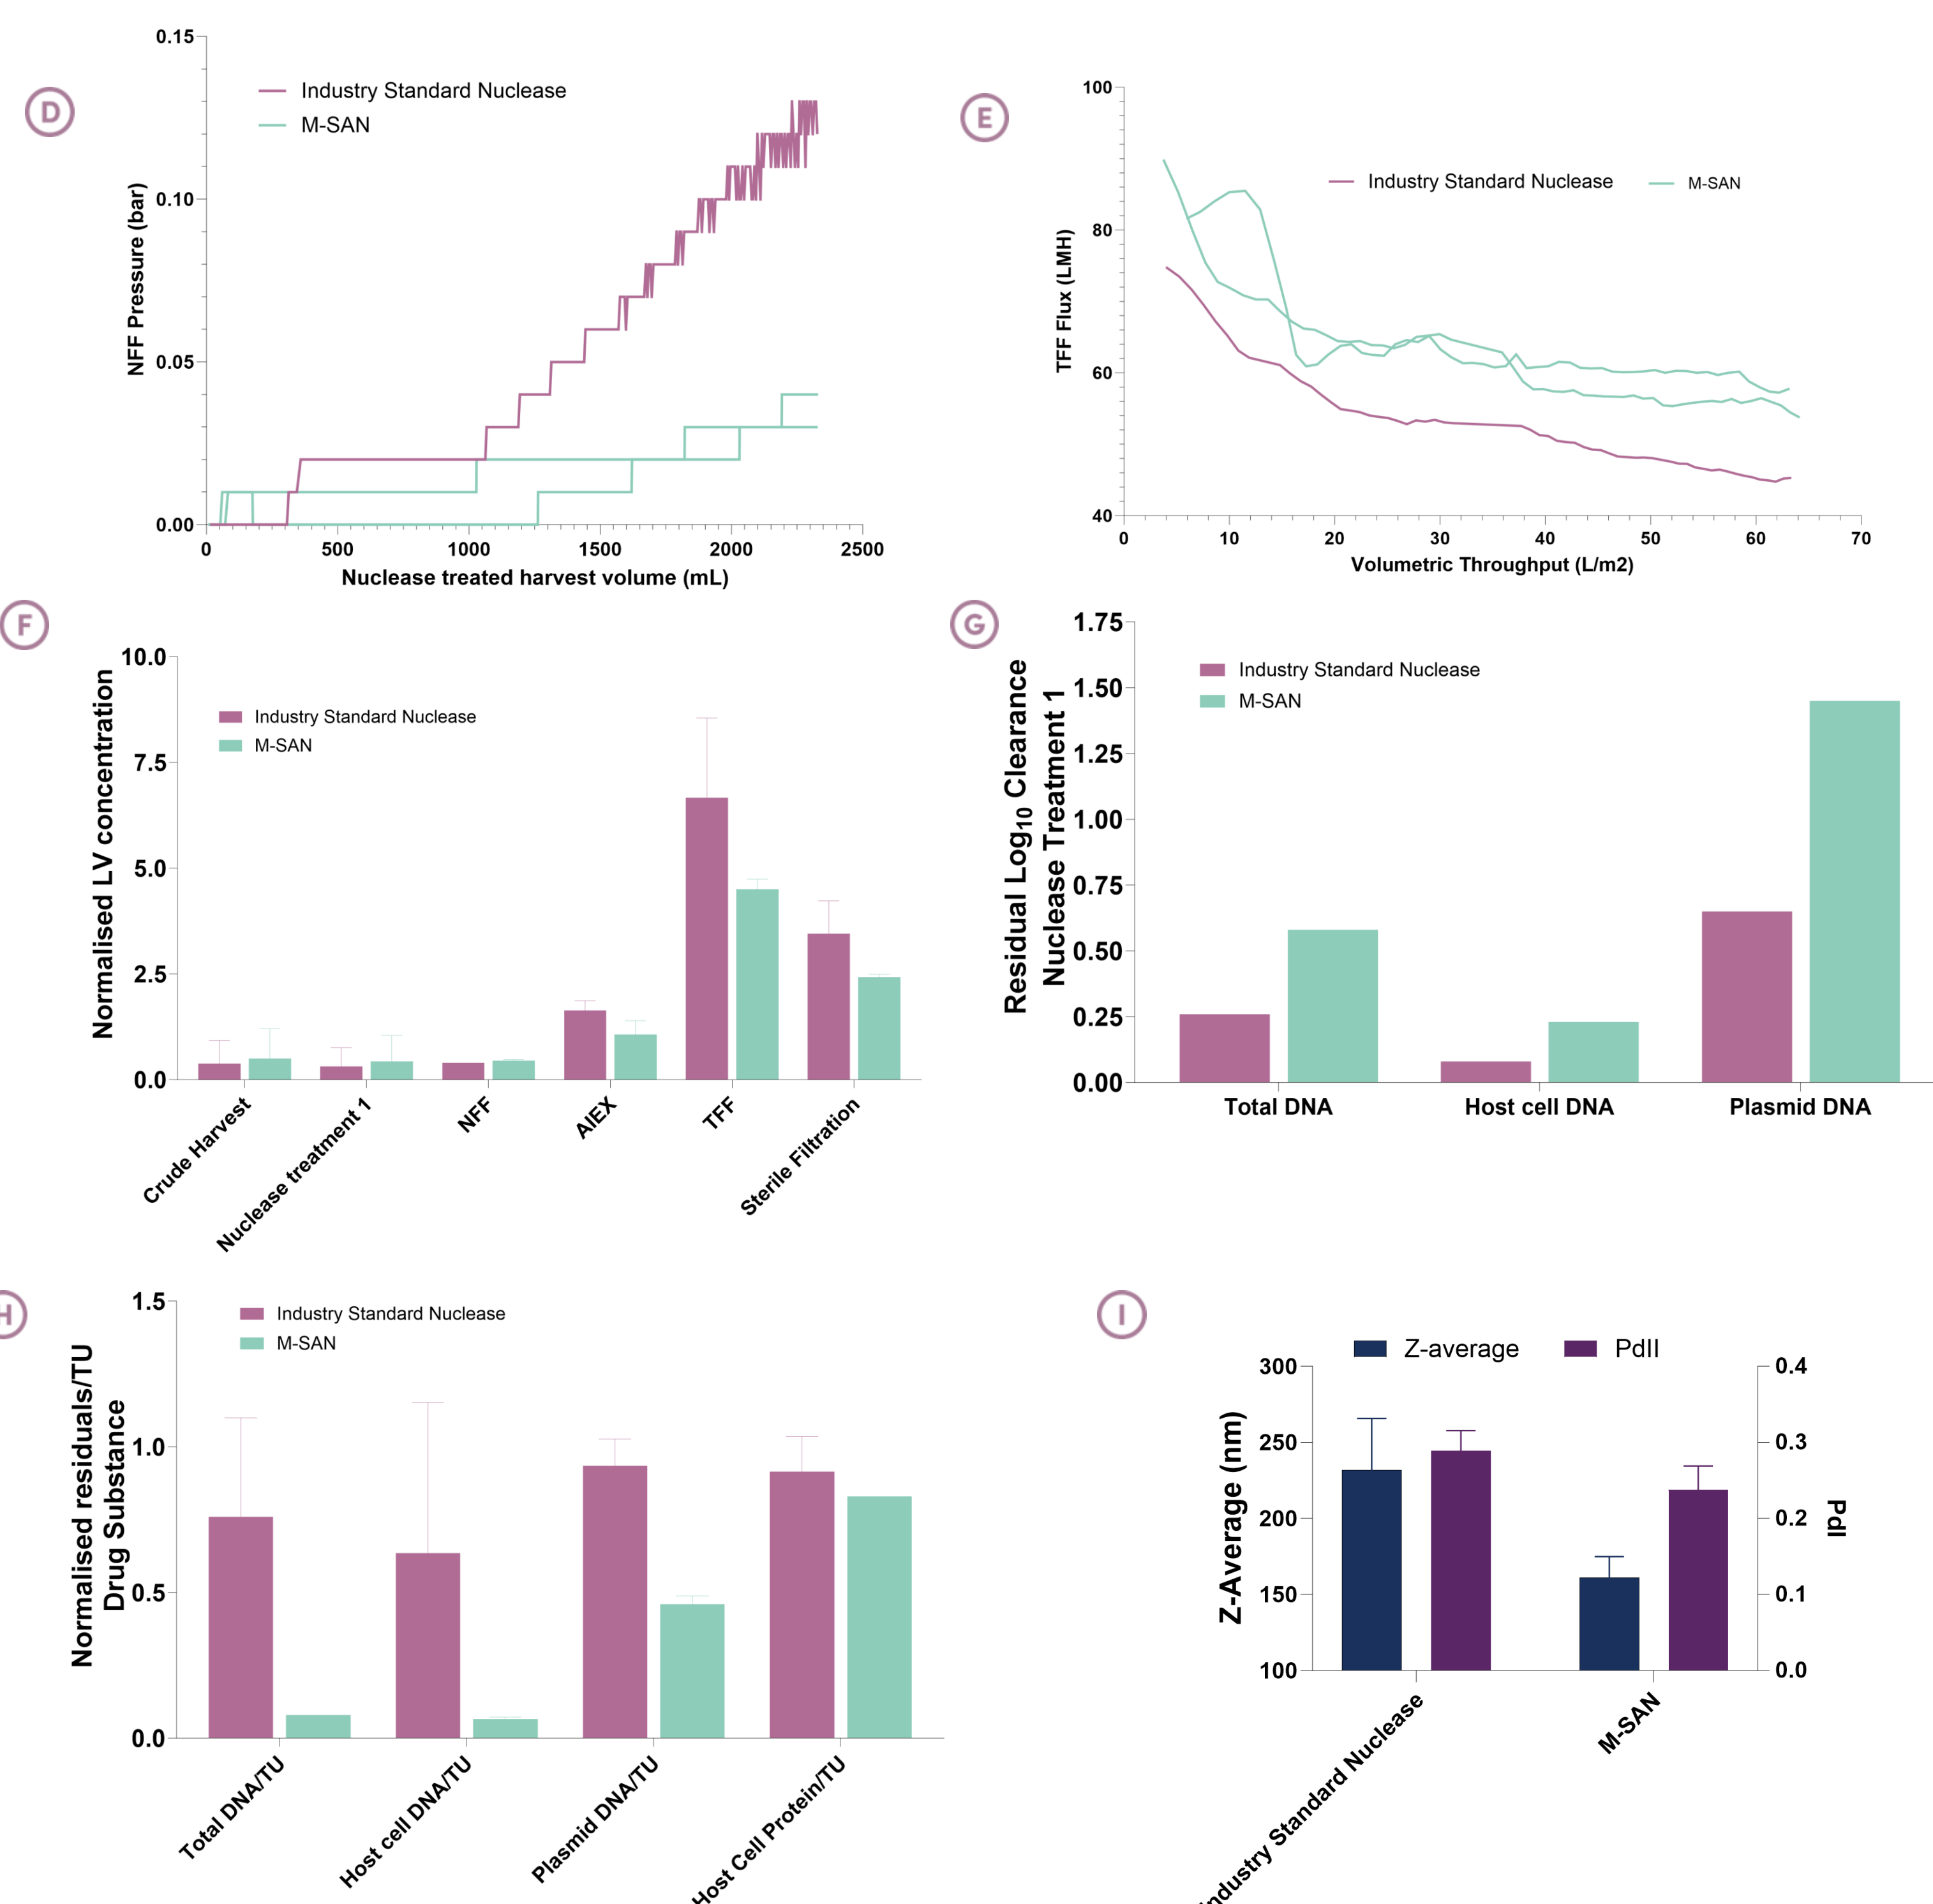 D
0.15
0.10
0.05
0.00
NFF Pressure (bar)
Industry Standard Nuclease
M-SAN
0
500
1000
1500
2000
2500
Nuclease treated harvest volume (mL)
E
100
80
60
40
TFF Flux (LMH)
Industry Standard Nuclease
M-SAN
0
10
20
30
40
50
60
70
Volumetric Throughput (L/m2)
F
10.0
7.5
5.0
2.5
0.0
Normalised LV concentration
Industry Standard Nuclease
M-SAN
Crude Harvest
Nuclease treatment 1
NFF
AIEX
TFF
Sterile Filtration
G
1.75
1.50
1.25
1.00
0.75
0.50
0.25
0.00
Residual Log10 Clearance
Nuclease Treatment 1
Industry Standard Nuclease
M-SAN
Total DNA
Host cell DNA
Plasmid DNA
H
1.5
1.0
0.5
0.0
Normalised residuals/TU
Drug Substance
Industry Standard Nuclease
M-SAN
Total DNA/TU
Host cell DNA/TU
Plasmid DNA/TU
Host Cell Protein/TU
I
Z-average
PdII
300
250
200
150
100
Z-Average (nm)
0.4
0.3
0.2
0.1
0.0
PdI
Industry Standard Nuclease
M-SAN